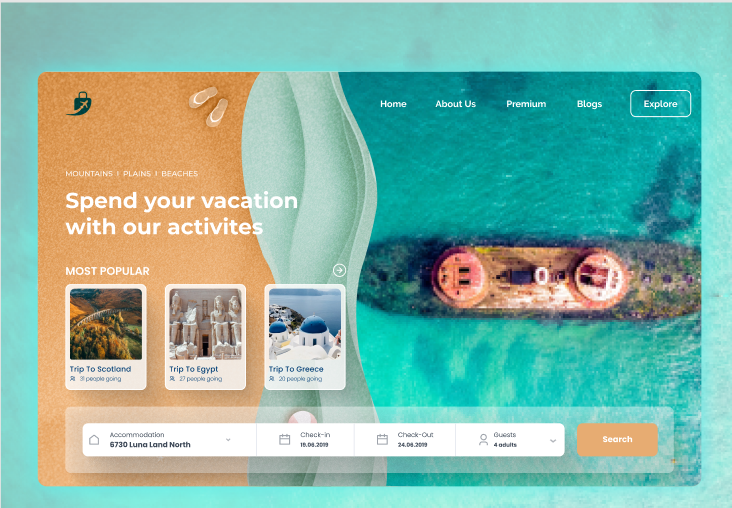 Home About Us Premium Blogs Explore
MOUNTAINS I PLAINS I BEACHES
Spend your vacation
with our activites
MOST POPULAR
Trip To Scotland
31 people going
Trip To Egypt
27 people going
Trip To Greece
20 people going
Accommodation
6730 Luna Land North
Check-in
19.06.2019
Check-Out
24.06.2019
Guests
4 adults
Search